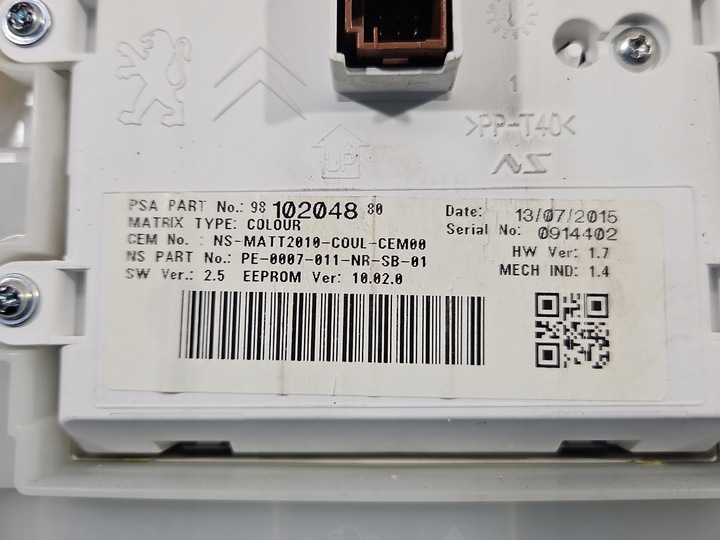 1
>PP-T40<
UP
NS
PSA PART No.: 98 102048 80
MATRIX TYPE: COLOUR
CEM No. : NS-MATT2010-COUL-CEM00
NS PART No.: PE-0007-011-NR-SB-01
SW Ver.: 2.5 EEPROM Ver: 10.02.0
Date: 13/07/2015
Serial No: 0914402
HW Ver: 1.7
MECH IND: 1.4